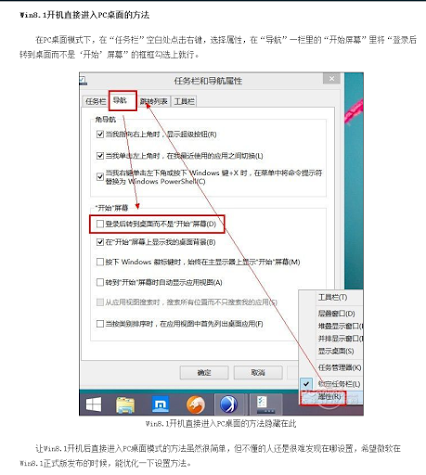 Win8.1开机直接进入PC桌面的方法
在PC桌面模式下，在“任务栏”空白处点击右键，选择属性，在“导航”一栏里的“开始屏幕”里将“登录后
转到桌面而不是‘开始’屏幕”的框框勾选上就行。
任务栏和导航属性
任务栏 导航 跳转列表 工具栏
角导航
当我指向右上角时，显示超级按钮(R)
当我单击左上角时，在我最近使用的应用之间切换(L)
当我右键单击左下角或按下 Windows 键+X 时，在菜单中将命令提示符
替换为 Windows PowerShell(C)
“开始”屏幕
登录后转到桌面而不是“开始”屏幕(D)
在“开始”屏幕上显示我的桌面背景(B)
按下 Windows 徽标键时，始终在主显示器上显示“开始”屏幕(M)
转到“开始”屏幕时自动显示应用视图(A)
从应用视图搜索时，搜索所有位置而不只搜索我的应用(S)
当按类别排序时，在应用视图中首先列出桌面应用(F)
确定 取消
工具栏(T)
层叠窗口(D)
堆叠显示窗口(
并排显示窗口(
显示桌面(S)
任务管理器(K)
锁定任务栏(L)
属性(R)
Win8.1开机直接进入PC桌面的方法隐藏在此
让Win8.1开机后直接进入PC桌面模式的方法虽然很简单，但不懂的人还是很难发现在哪设置，希望微软在
Win8.1正式版发布的时候，能优化一下设置方法。